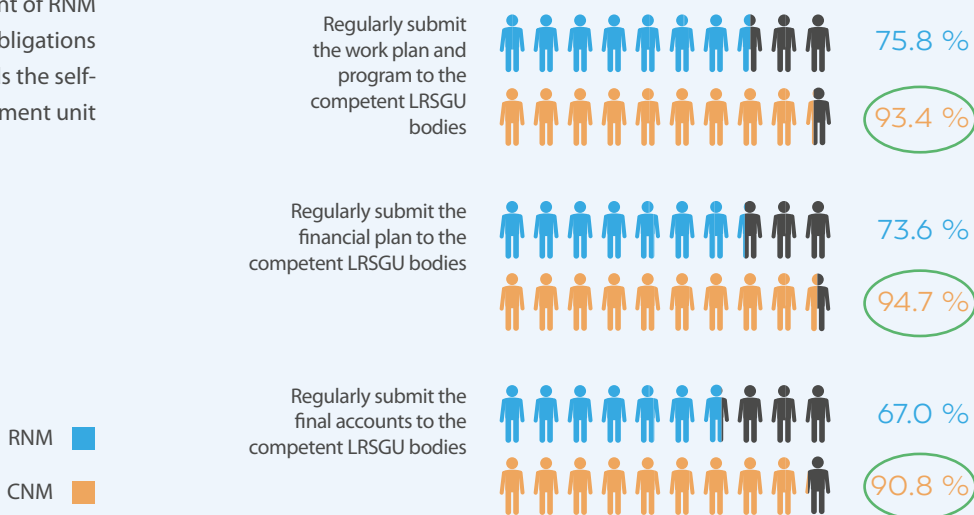 nt of RNM
bligations
ls the self-
ment unit
Regularly submit
the work plan and
program to the
competent LRSGU
bodies
75.8 %
93.4 %
Regularly submit the
financial plan to the
competent LRSGU bodies
73.6 %
94.7 %
Regularly submit the
final accounts to the
competent LRSGU bodies
67.0 %
90.8 %
RNM
CNM